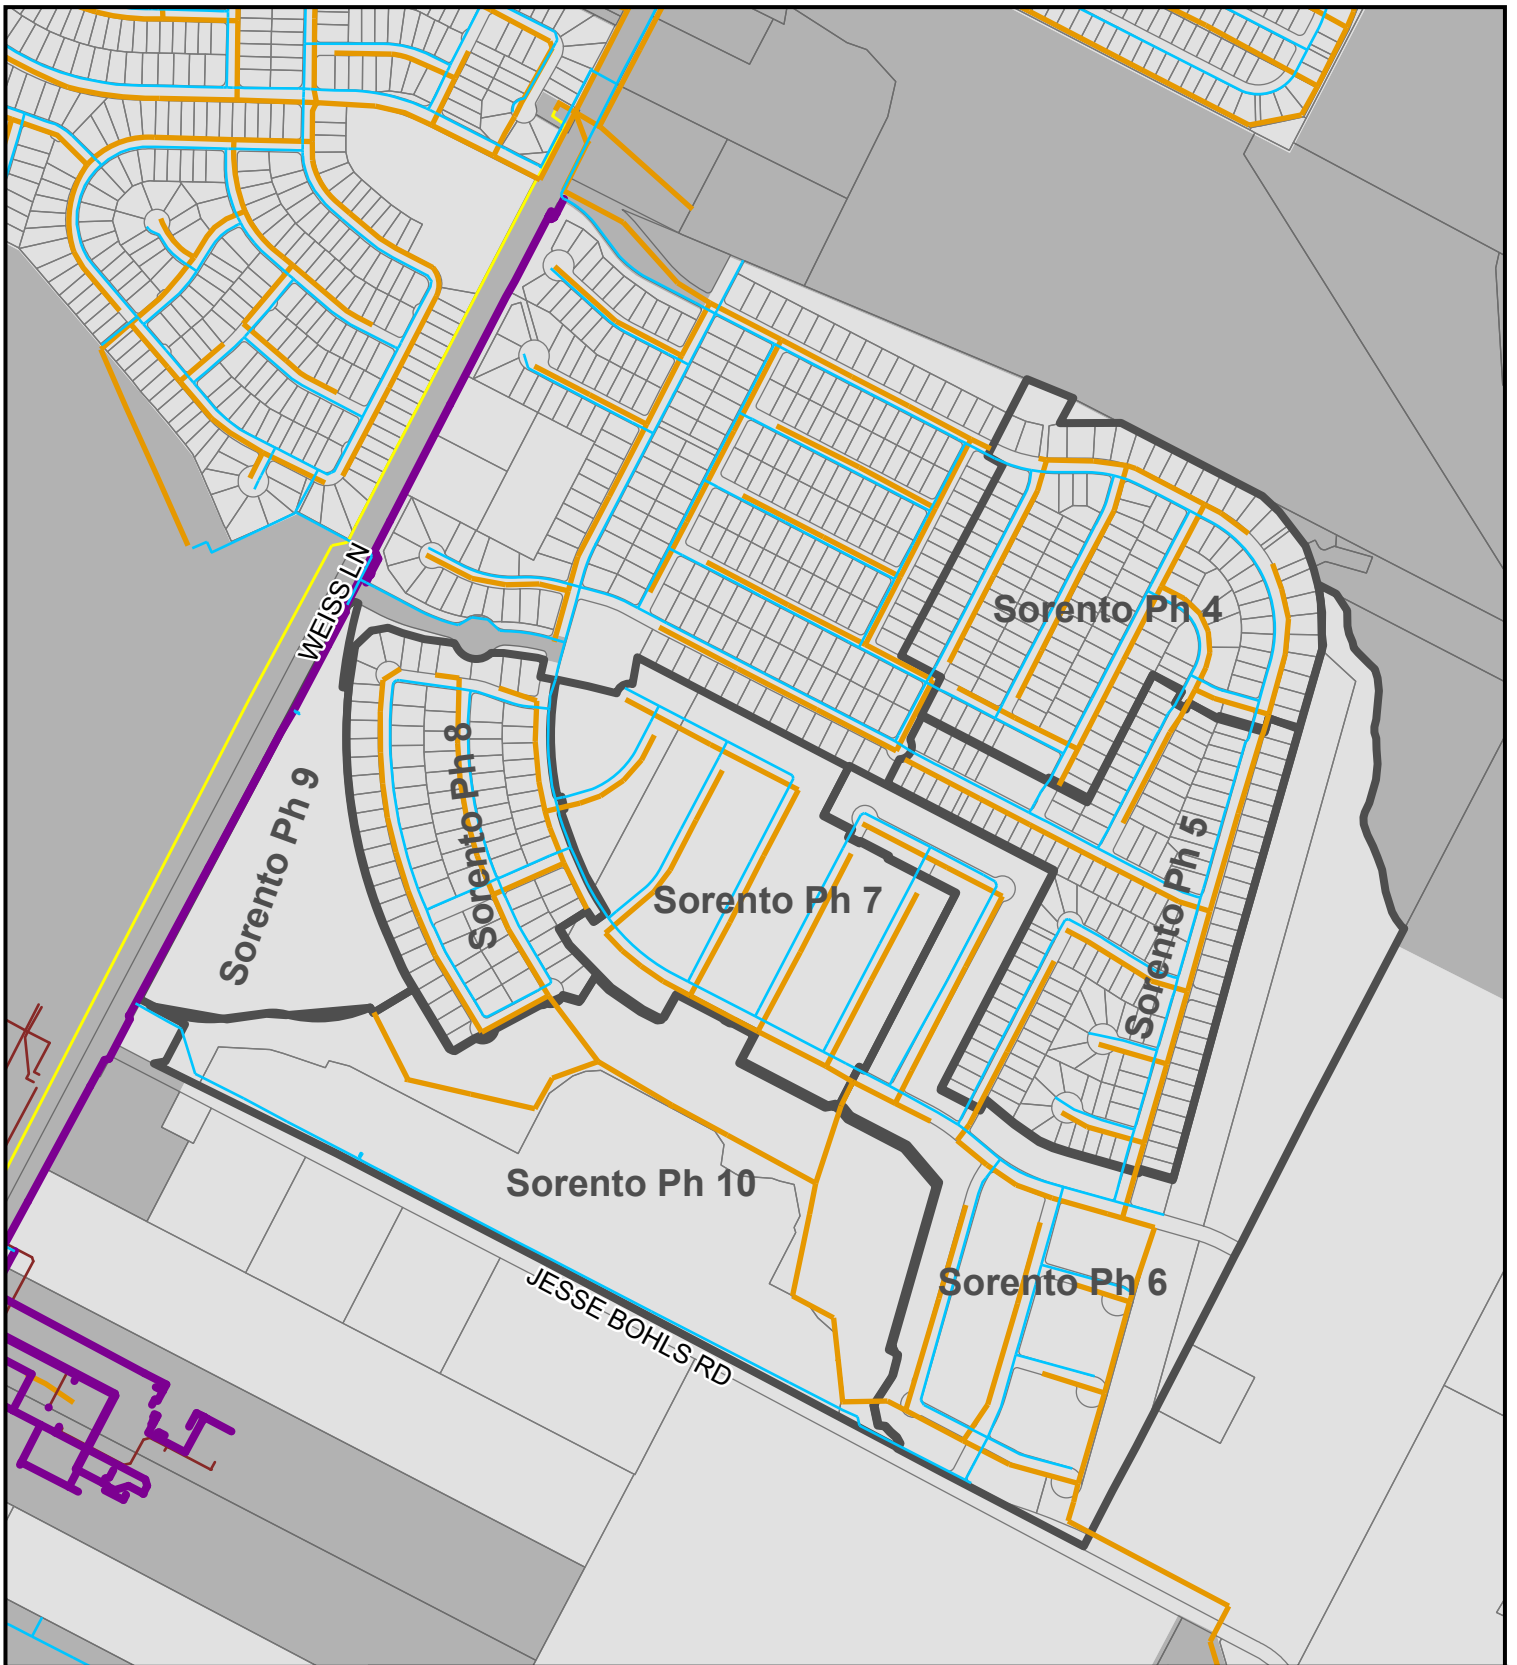 WEISS LN
Sorento Ph 4
Sorento Ph 8
Sorento Ph 9
Sorento Ph 5
Sorento Ph 7
Sorento Ph 10
Sorento Ph 6
JESSE BOHLS RD